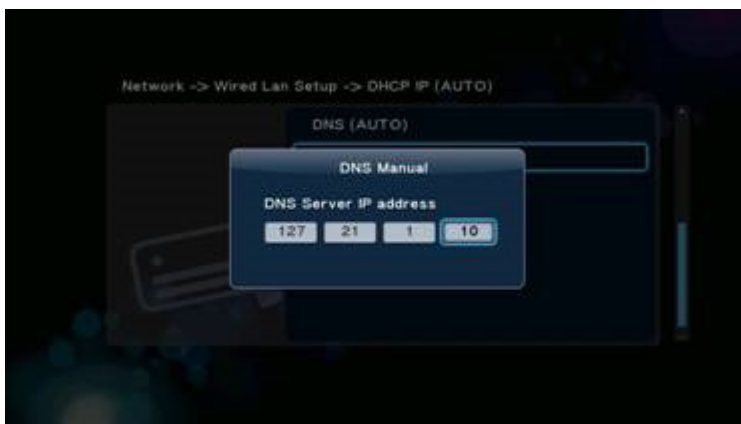 Network -> Wired Lan Setup -> DHCP IP (AUTO)
DNS (AUTO)
DNS Manual
DNS Server IP address
127 21 1 10